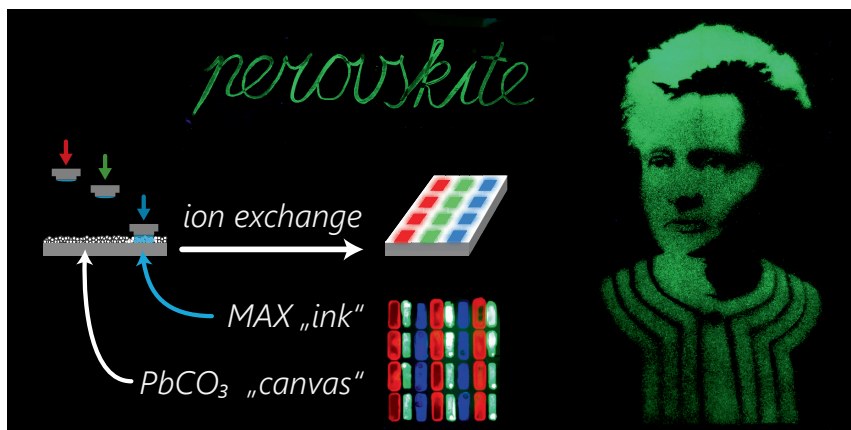 perovskite
ion exchange
MAX „ink“
PbCO₃ „canvas“